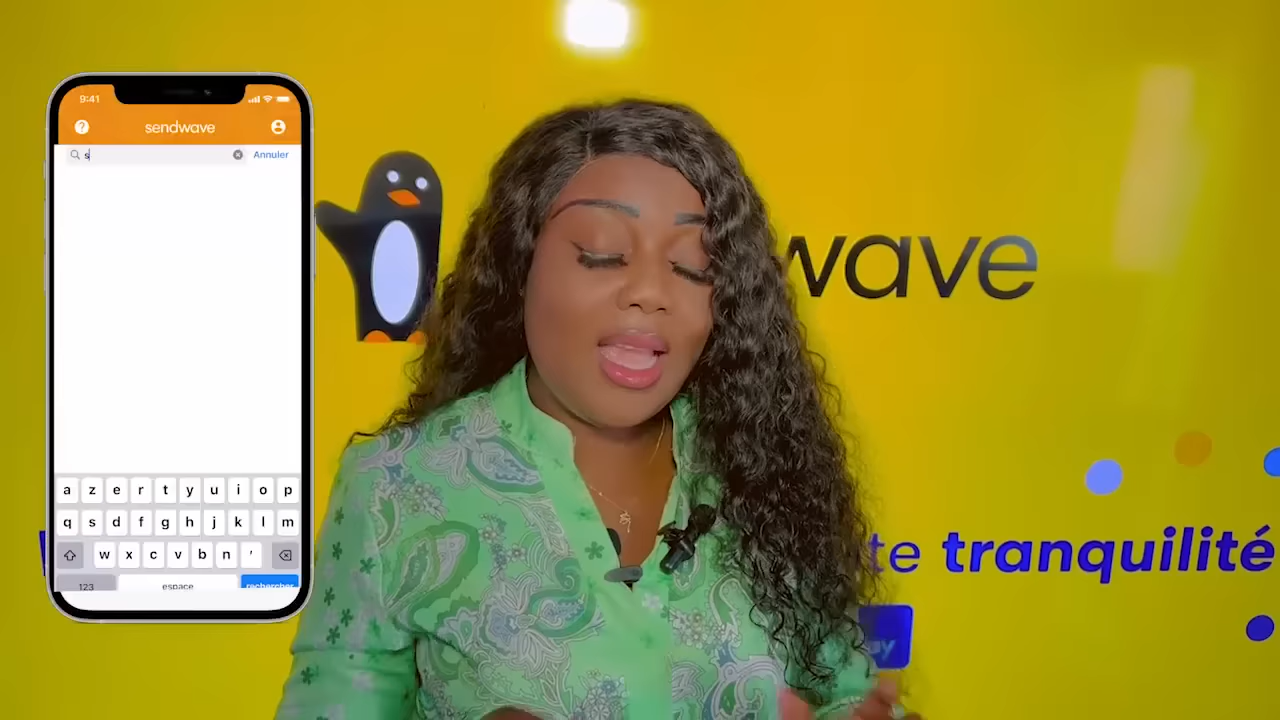 9:41
sendwave
s
Annuler
a z e r t y u i o p
q s d f g h j k l m
w x c v b n '
123 espace rechercher
wave
te tranquilité